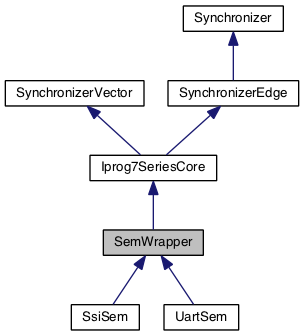 Synchronizer
SynchronizerVector
SynchronizerEdge
Iprog7SeriesCore
SemWrapper
SsiSem
UartSem